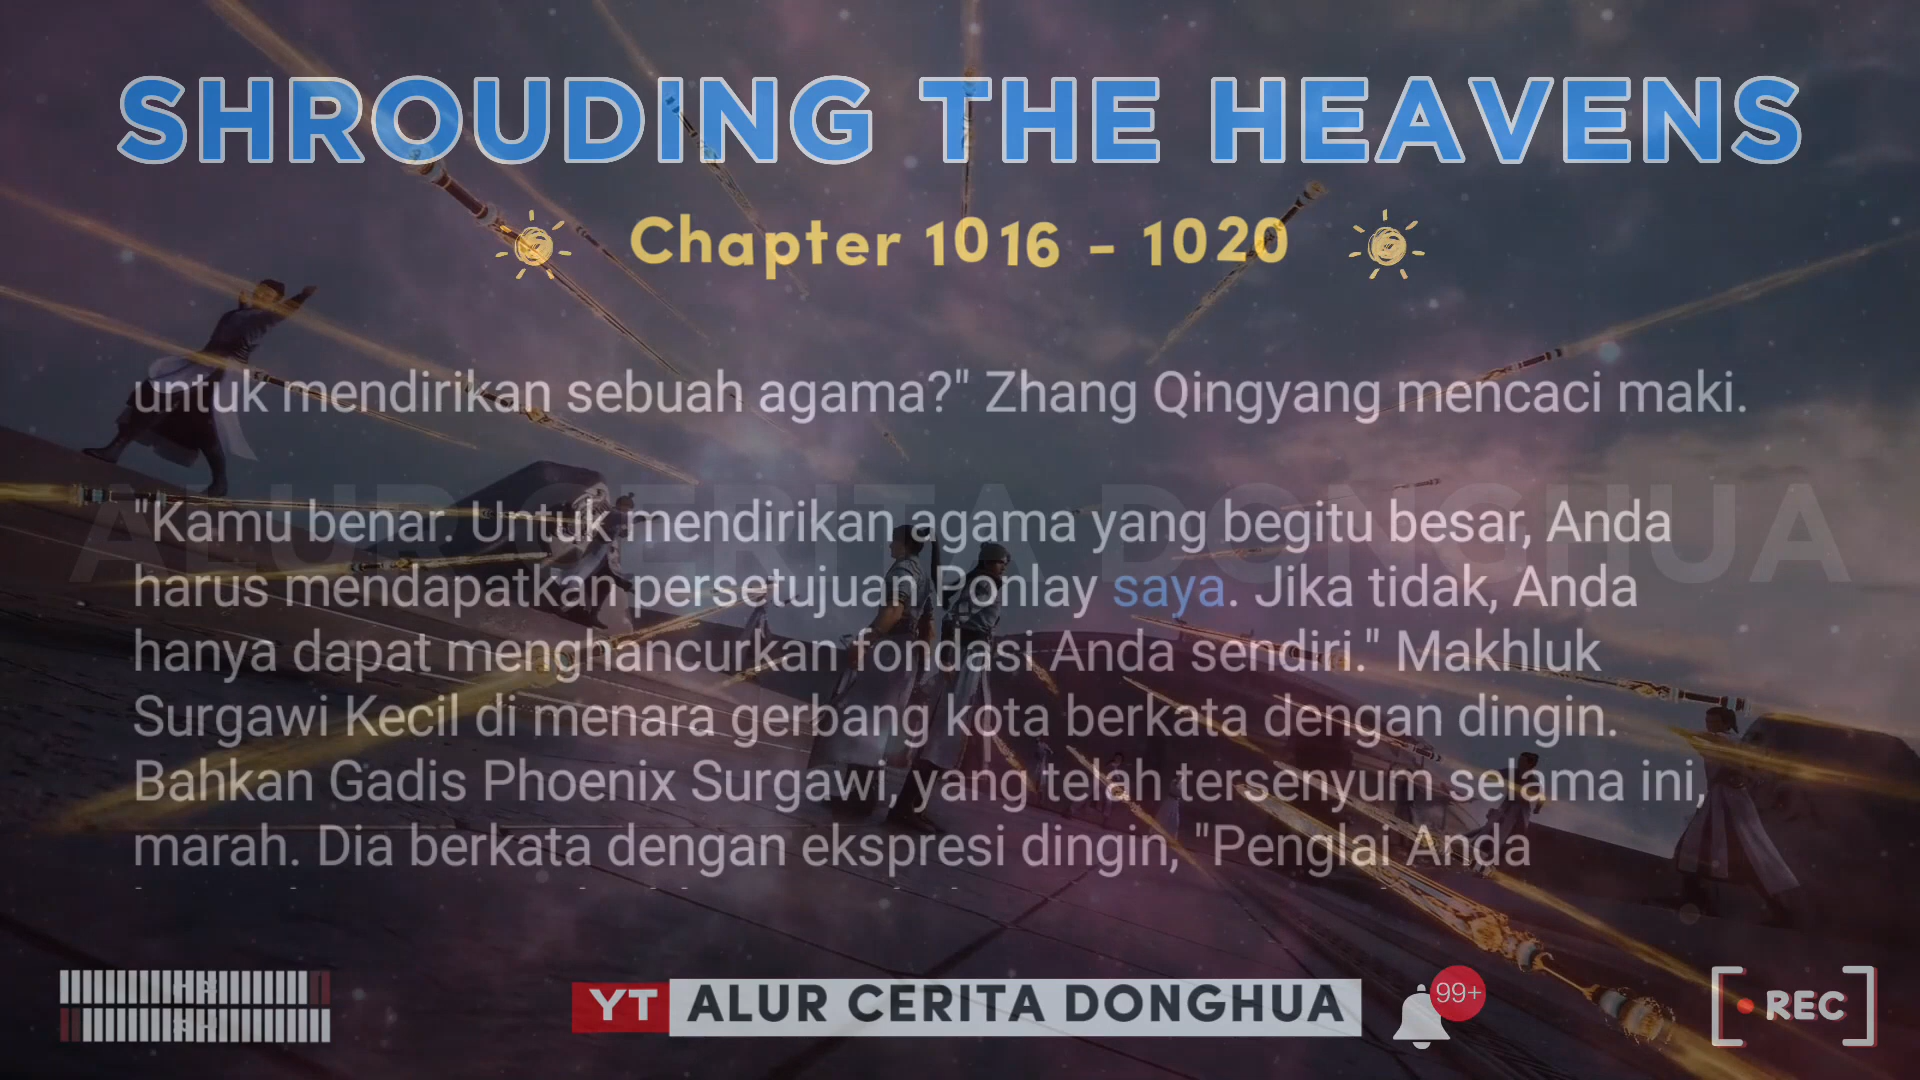 SHROUDING THE HEAVENS
Chapter 1016 - 1020
untuk mendirikan sebuah agama?" Zhang Qingyang mencaci maki.
ALUR CERITA DONGHUA
"Kamu benar. Untuk mendirikan agama yang begitu besar, Anda
harus mendapatkan persetujuan Ponlay saya. Jika tidak, Anda
hanya dapat menghancurkan fondasi Anda sendiri." Makhluk
Surgawi Kecil di menara gerbang kota berkata dengan dingin.
Bahkan Gadis Phoenix Surgawi, yang telah tersenyum selama ini,
marah. Dia berkata dengan ekspresi dingin, "Penglai Anda
YT ALUR CERITA DONGHUA
99+
REC